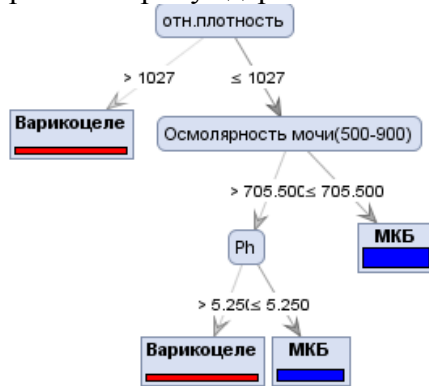 отн.плотность
> 1027 ≤ 1027
Варикоцеле
Осмолярность мочи(500-900)
> 705.500 ≤ 705.500
Ph
МКБ
> 5.250 ≤ 5.250
Варикоцеле МКБ